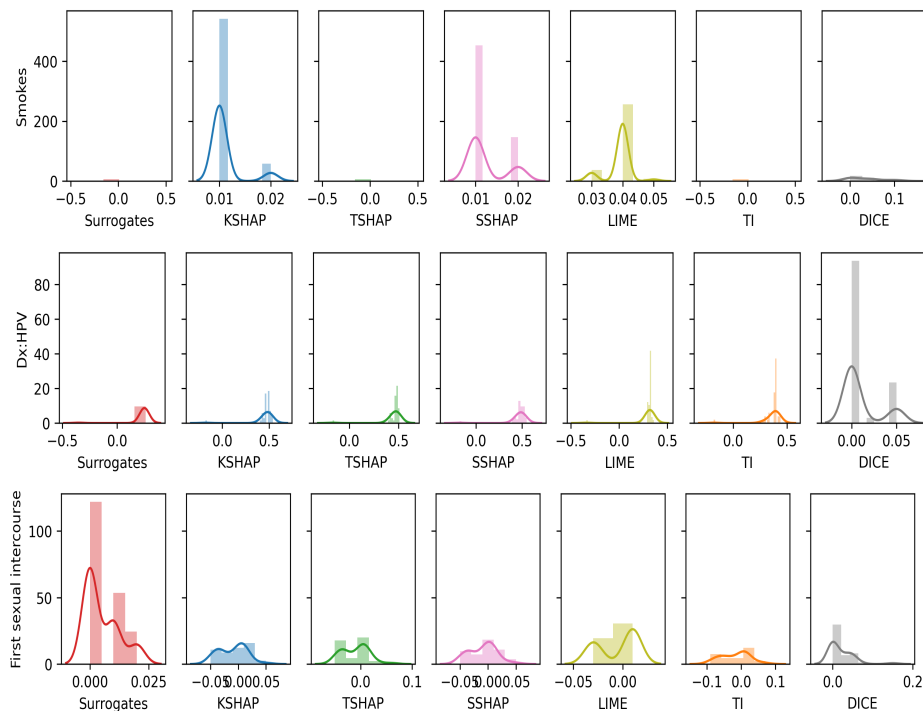 Smokes
400
200
0
−0.5 0.0 0.5
0.01 0.02
−0.5 0.0 0.5
0.01 0.02
0.03 0.04 0.05
−0.5 0.0 0.5
0.0 0.1
Surrogates KSHAP TSHAP SSHAP LIME TI DICE
Dx:HPV
80
60
40
20
0
−0.5 0.0
0.0 0.5
0.0 0.5
0.0 0.5
−0.5 0.0 0.5
0.0 0.5
0.00 0.05
Surrogates KSHAP TSHAP SSHAP LIME TI DICE
First sexual intercourse
100
50
0
0.000 0.025
−0.05 0.00 0.05
0.0 0.1
−0.05 0.00 0.05
−0.05 0.00
−0.1 0.0 0.1
0.0 0.2
Surrogates KSHAP TSHAP SSHAP LIME TI DICE